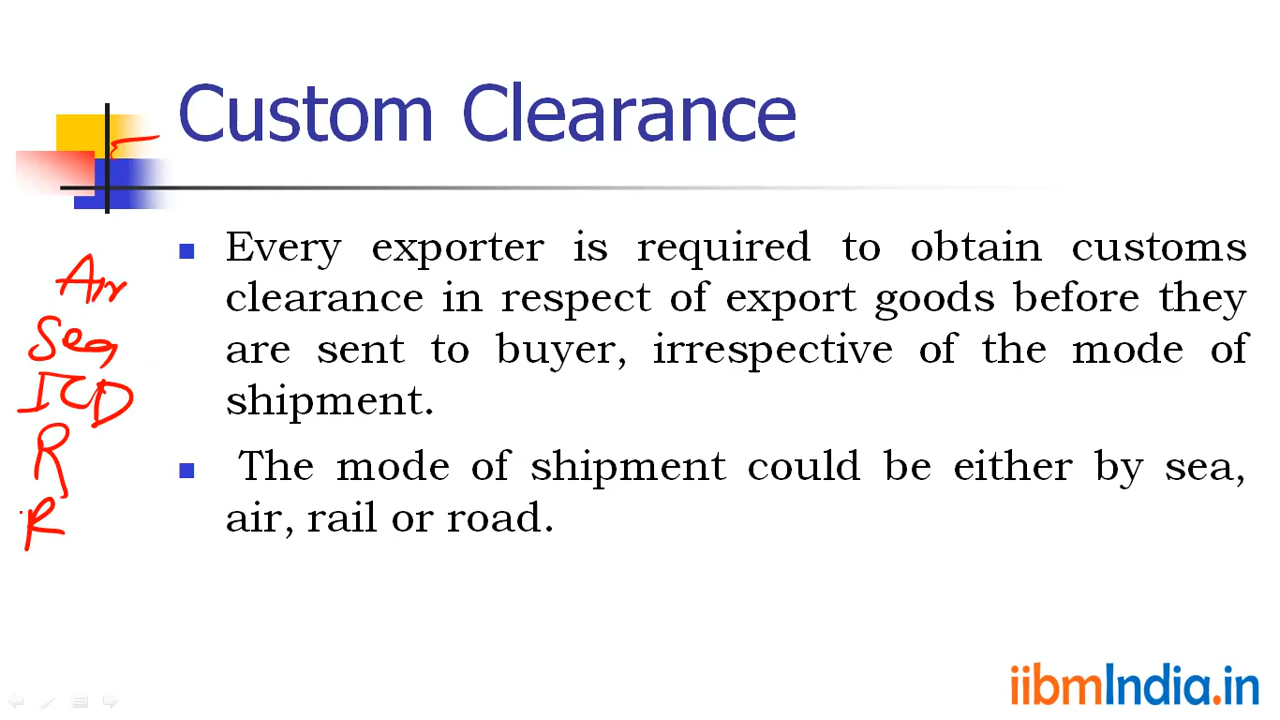 Custom Clearance
Every exporter is required to obtain customs
clearance in respect of export goods before they
are sent to buyer, irrespective of the mode of
shipment.
The mode of shipment could be either by sea,
air, rail or road.
Air
Sea
ICD
R
R
iibmIndia.in